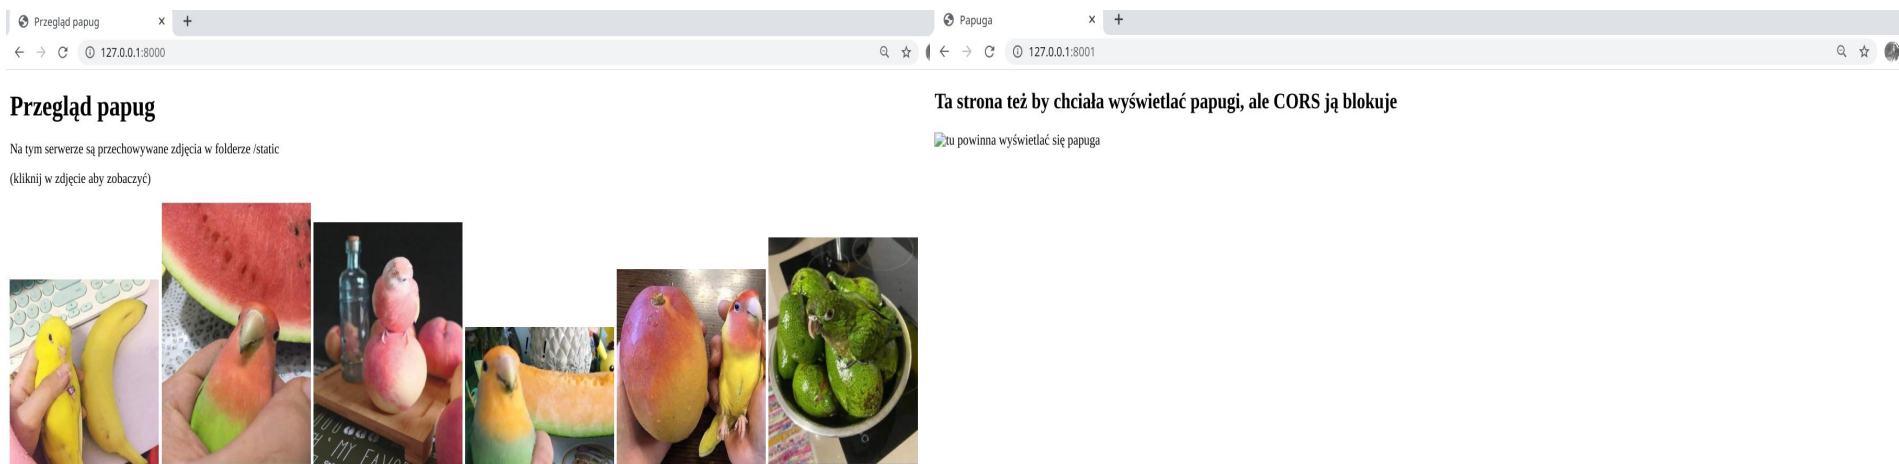 Przegląd papug
127.0.0.1:8000
Przegląd papug
Na tym serwerze są przechowywane zdjęcia w folderze /static
(kliknij w zdjęcie aby zobaczyć)
MY FAVO
Papuga
127.0.0.1:8001
Ta strona też by chciała wyświetlać papugi, ale CORS ją blokuje
tu powinna wyświetlać się papuga